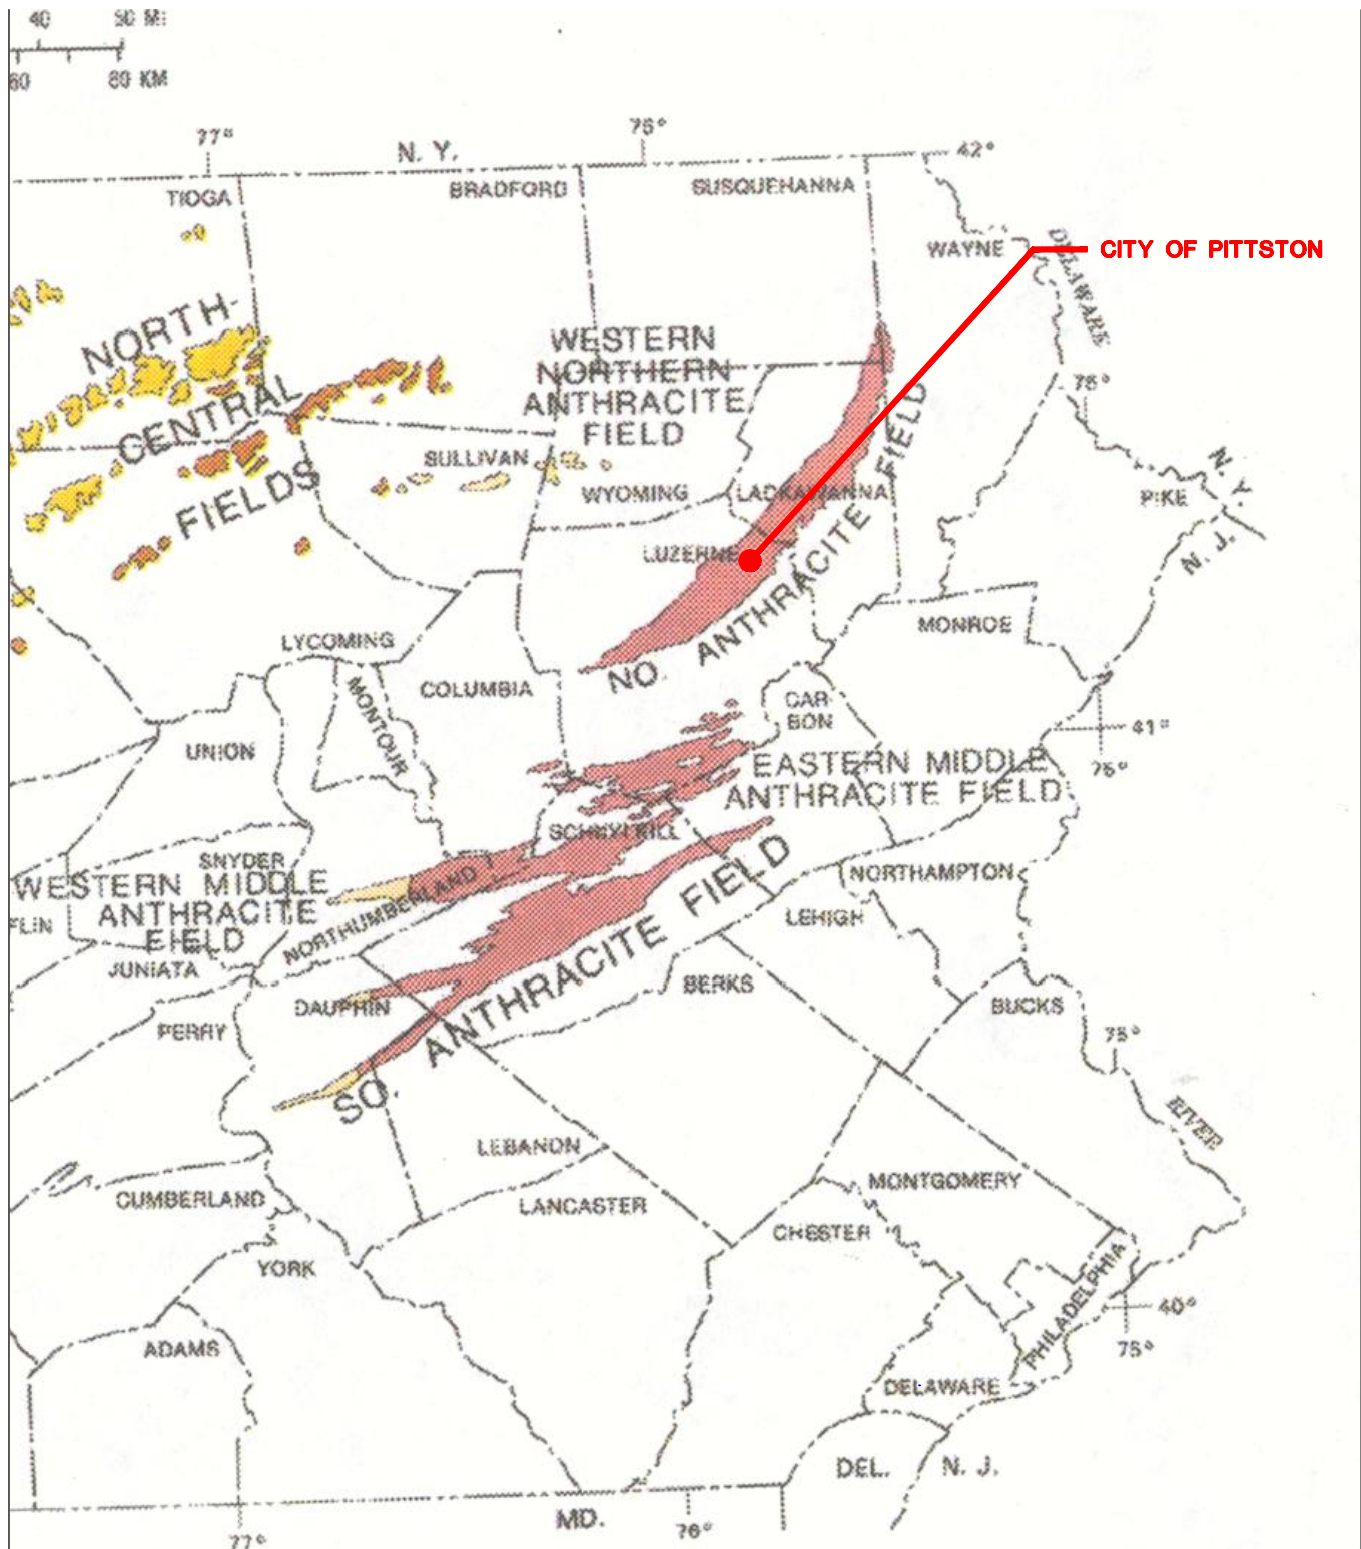 40 50 MI
60 80 KM
77°
N. Y.
76°
42°
TIOGA
BRADFORD
SUSQUEHANNA
WAYNE
DELAWARE
CITY OF PITTSTON
NORTH-
CENTRAL
FIELDS
WESTERN
NORTHERN
ANTHRACITE
FIELD
75°
SULLIVAN
WYOMING
LACKAWANNA
PIKE
N. Y.
N. J.
LUZERNE
NO. ANTHRACITE FIELD
MONROE
LYCOMING
MONTOUR
COLUMBIA
CAR-
BON
41°
75°
UNION
EASTERN MIDDLE
ANTHRACITE FIELD
SCHUYLKILL
SNYDER
WESTERN MIDDLE
ANTHRACITE
FIELD
FLIN
NORTHUMBERLAND
NORTHAMPTON
LEHIGH
JUNIATA
DAUPHIN
SO. ANTHRACITE FIELD
BERKS
BUCKS
PERRY
75°
RIVER
LEBANON
CUMBERLAND
LANCASTER
MONTGOMERY
CHESTER
YORK
PHILADELPHIA
40°
75°
ADAMS
DELAWARE
DEL.
N. J.
MD.
76°
77°